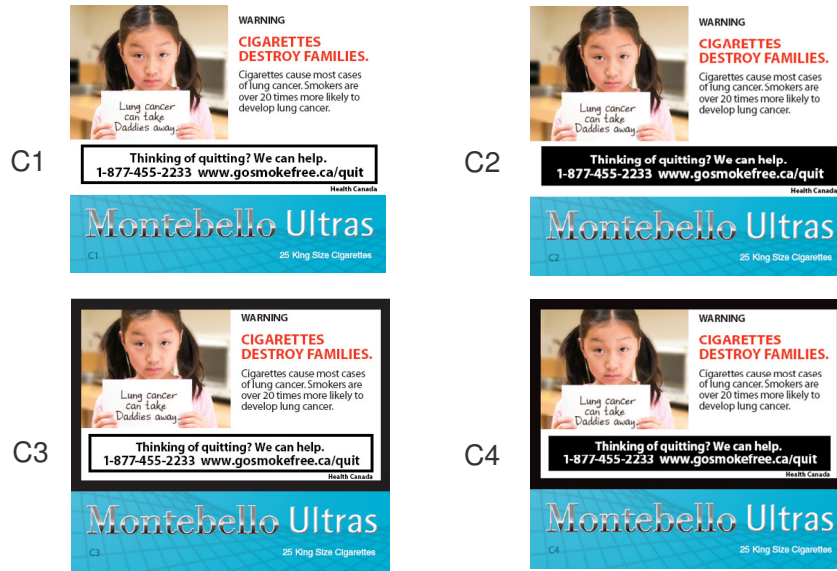 C1
WARNING
CIGARETTES
DESTROY FAMILIES.
Cigarettes cause most cases
of lung cancer. Smokers are
over 20 times more likely to
develop lung cancer.
Lung cancer
can take
Daddies away.
Thinking of quitting? We can help.
1-877-455-2233 www.gosmokefree.ca/quit
Health Canada
Montebello Ultras
C1
25 King Size Cigarettes
C2
WARNING
CIGARETTES
DESTROY FAMILIES.
Cigarettes cause most cases
of lung cancer. Smokers are
over 20 times more likely to
develop lung cancer.
Lung cancer
can take
Daddies away.
Thinking of quitting? We can help.
1-877-455-2233 www.gosmokefree.ca/quit
Health Canada
Montebello Ultras
C2
25 King Size Cigarettes
C3
WARNING
CIGARETTES
DESTROY FAMILIES.
Cigarettes cause most cases
of lung cancer. Smokers are
over 20 times more likely to
develop lung cancer.
Lung cancer
can take
Daddies away.
Thinking of quitting? We can help.
1-877-455-2233 www.gosmokefree.ca/quit
Health Canada
Montebello Ultras
C3
25 King Size Cigarettes
C4
WARNING
CIGARETTES
DESTROY FAMILIES.
Cigarettes cause most cases
of lung cancer. Smokers are
over 20 times more likely to
develop lung cancer.
Lung cancer
can take
Daddies away.
Thinking of quitting? We can help.
1-877-455-2233 www.gosmokefree.ca/quit
Health Canada
Montebello Ultras
C4
25 King Size Cigarettes